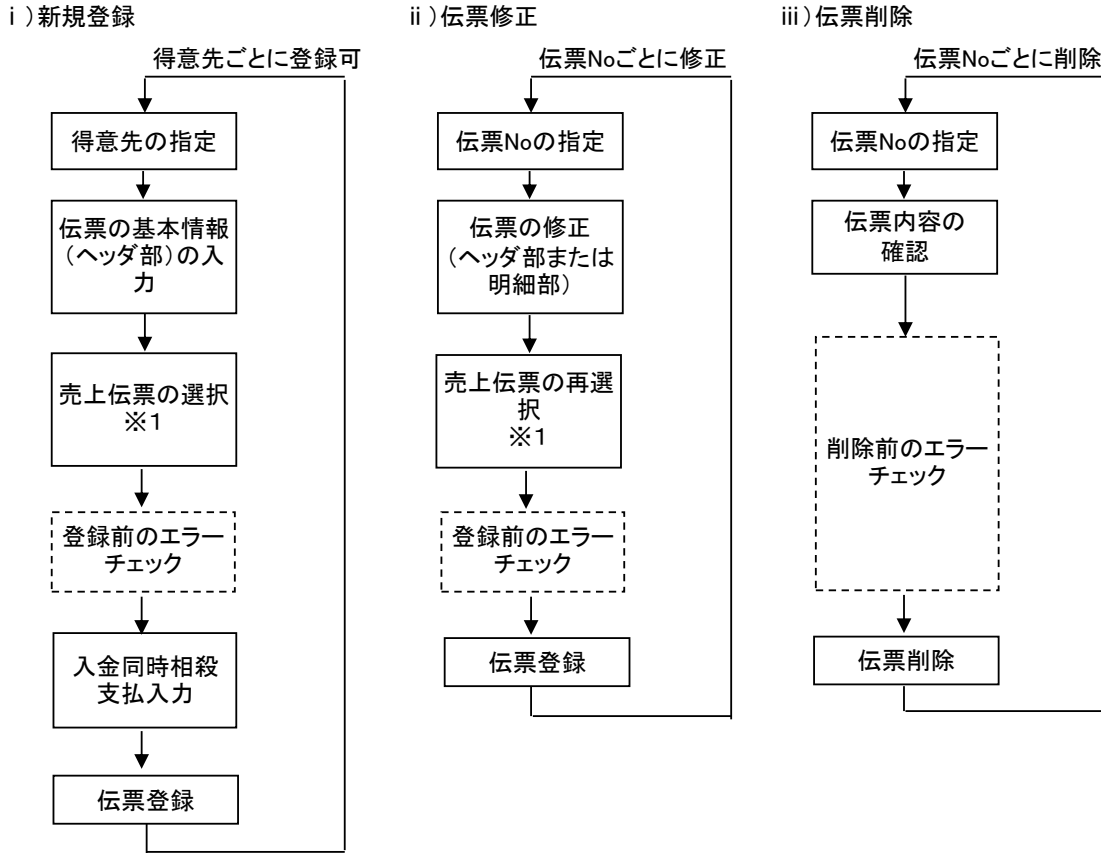 ⅰ）新規登録
得意先ごとに登録可
得意先の指定
伝票の基本情報
（ヘッダ部）の入
力
売上伝票の選択
※1
登録前のエラー
チェック
入金同時相殺
支払入力
伝票登録
ⅱ）伝票修正
伝票Noごとに修正
伝票Noの指定
伝票の修正
（ヘッダ部または
明細部）
売上伝票の再選
択
※1
登録前のエラー
チェック
伝票登録
ⅲ）伝票削除
伝票Noごとに削除
伝票Noの指定
伝票内容の
確認
削除前のエラー
チェック
伝票削除